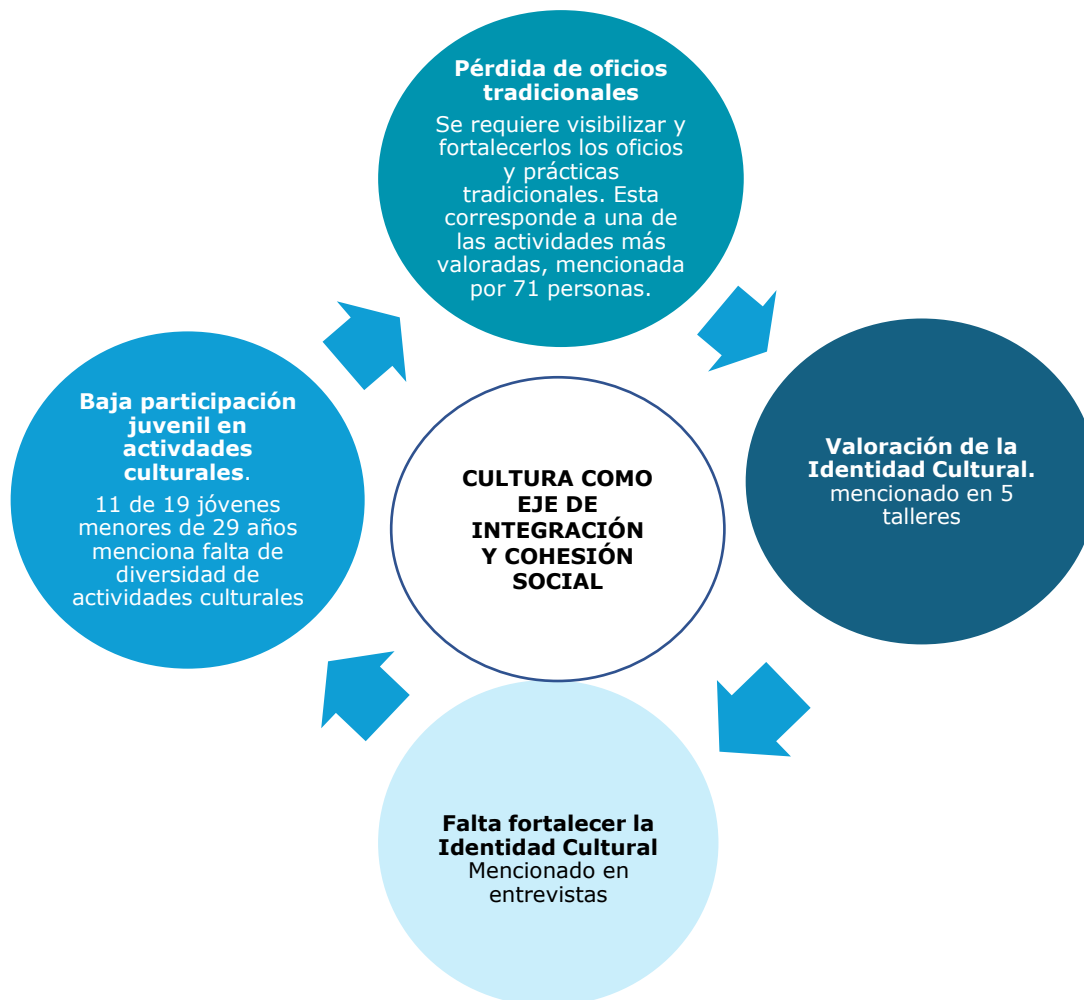 Pérdida de oficios
tradicionales
Se requiere visibilizar y
fortalecerlos los oficios
y prácticas
tradicionales. Esta
corresponde a una de
las actividades más
valoradas, mencionada
por 71 personas.
Valoración de la
Identidad Cultural.
mencionado en 5
talleres
Falta fortalecer la
Identidad Cultural
Mencionado en
entrevistas
Baja participación
juvenil en
activdades
culturales.
11 de 19 jóvenes
menores de 29 años
menciona falta de
diversidad de
actividades culturales
CULTURA COMO
EJE DE
INTEGRACIÓN
Y COHESIÓN
SOCIAL